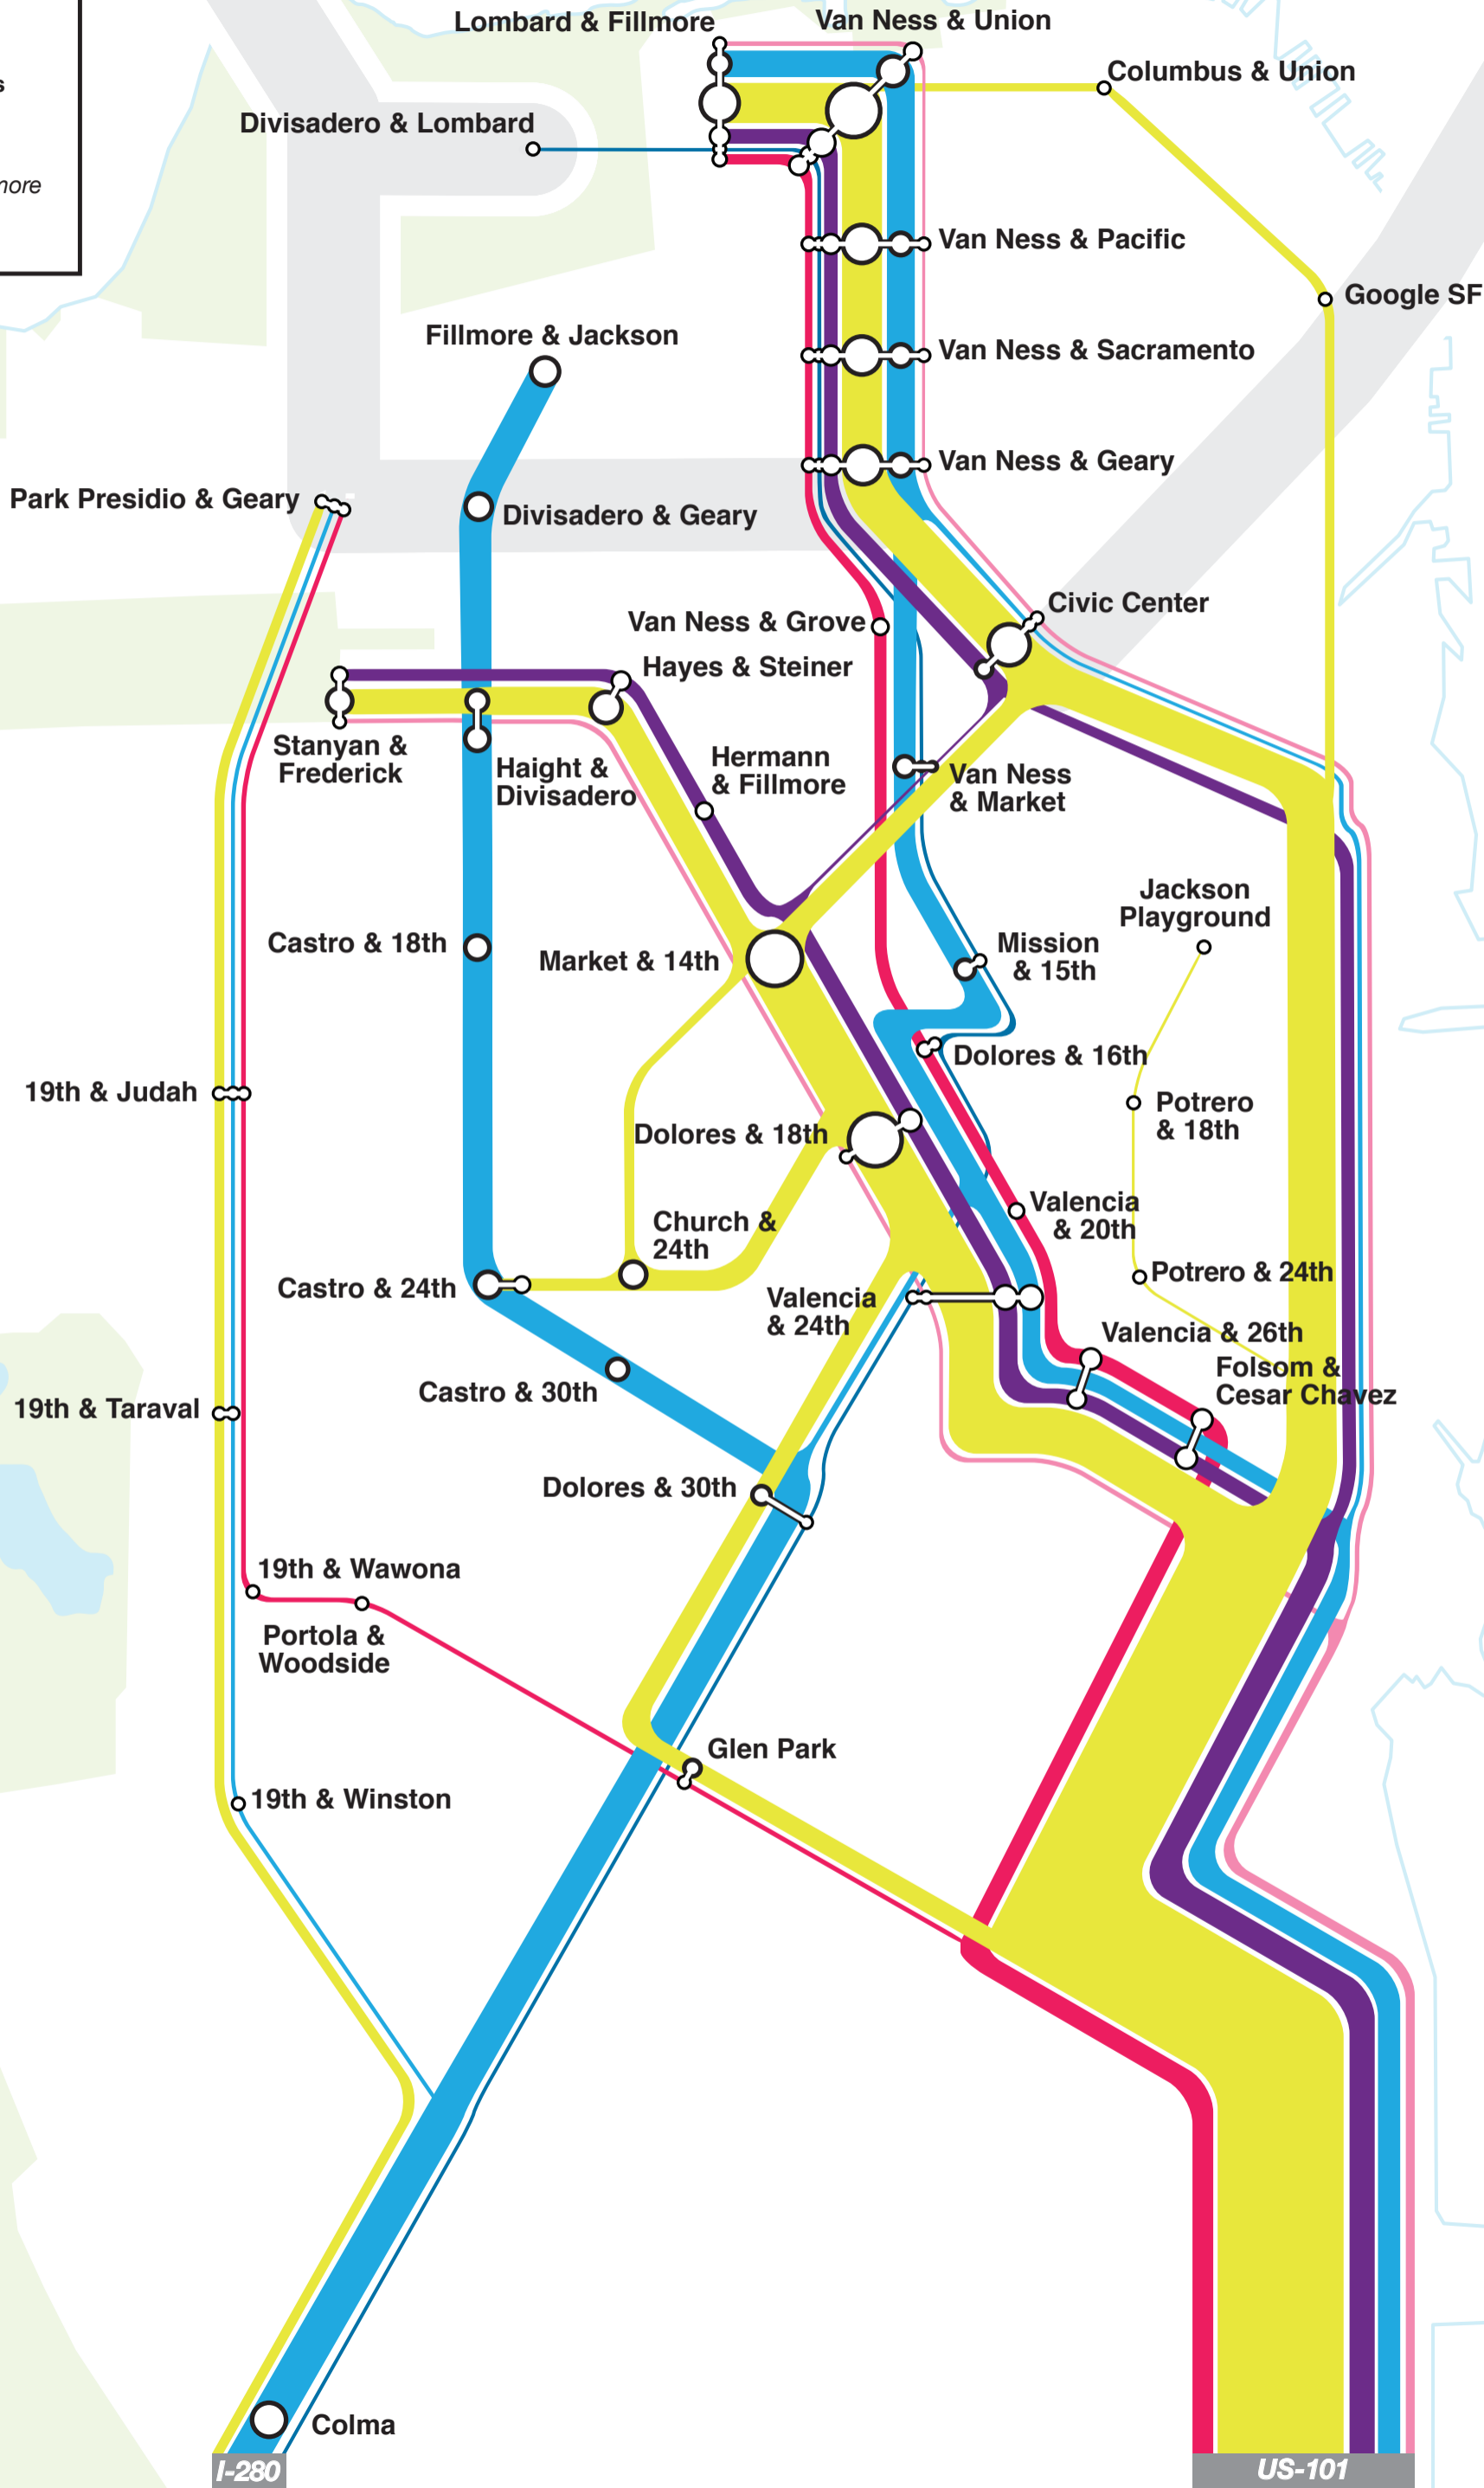 Lombard & Fillmore
Van Ness & Union
Columbus & Union
s
Divisadero & Lombard
more
Van Ness & Pacific
Google SF
Fillmore & Jackson
Van Ness & Sacramento
Van Ness & Geary
Park Presidio & Geary
Divisadero & Geary
Civic Center
Van Ness & Grove
Hayes & Steiner
Stanyan &
Frederick
Haight &
Divisadero
Hermann
& Fillmore
Van Ness
& Market
Jackson
Playground
Castro & 18th
Market & 14th
Mission
& 15th
Dolores & 16th
19th & Judah
Potrero
& 18th
Dolores & 18th
Valencia
& 20th
Church &
24th
Castro & 24th
Potrero & 24th
Valencia
& 24th
Valencia & 26th
Folsom &
Cesar Chavez
Castro & 30th
19th & Taraval
Dolores & 30th
19th & Wawona
Portola &
Woodside
Glen Park
19th & Winston
Colma
I-280
US-101